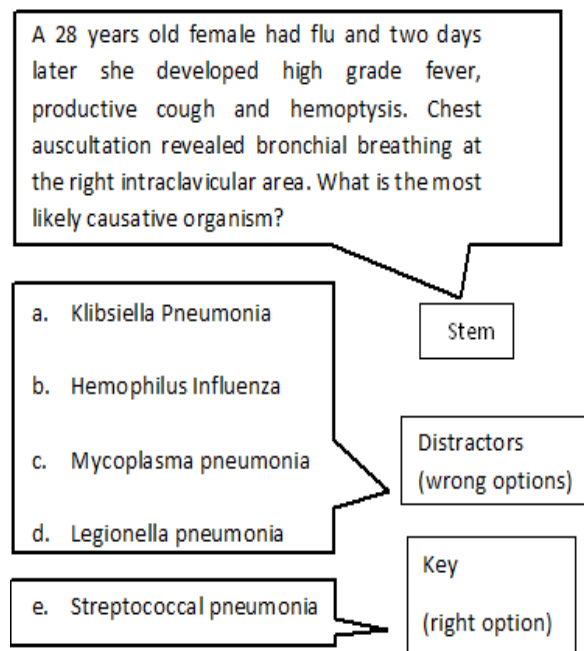 A 28 years old female had flu and two days
later she developed high grade fever,
productive cough and hemoptysis. Chest
auscultation revealed bronchial breathing at
the right intraclavicular area. What is the most
likely causative organism?
Stem
a. Klibsiella Pneumonia
b. Hemophilus Influenza
c. Mycoplasma pneumonia
d. Legionella pneumonia
Distractors
(wrong options)
e. Streptococcal pneumonia
Key
(right option)